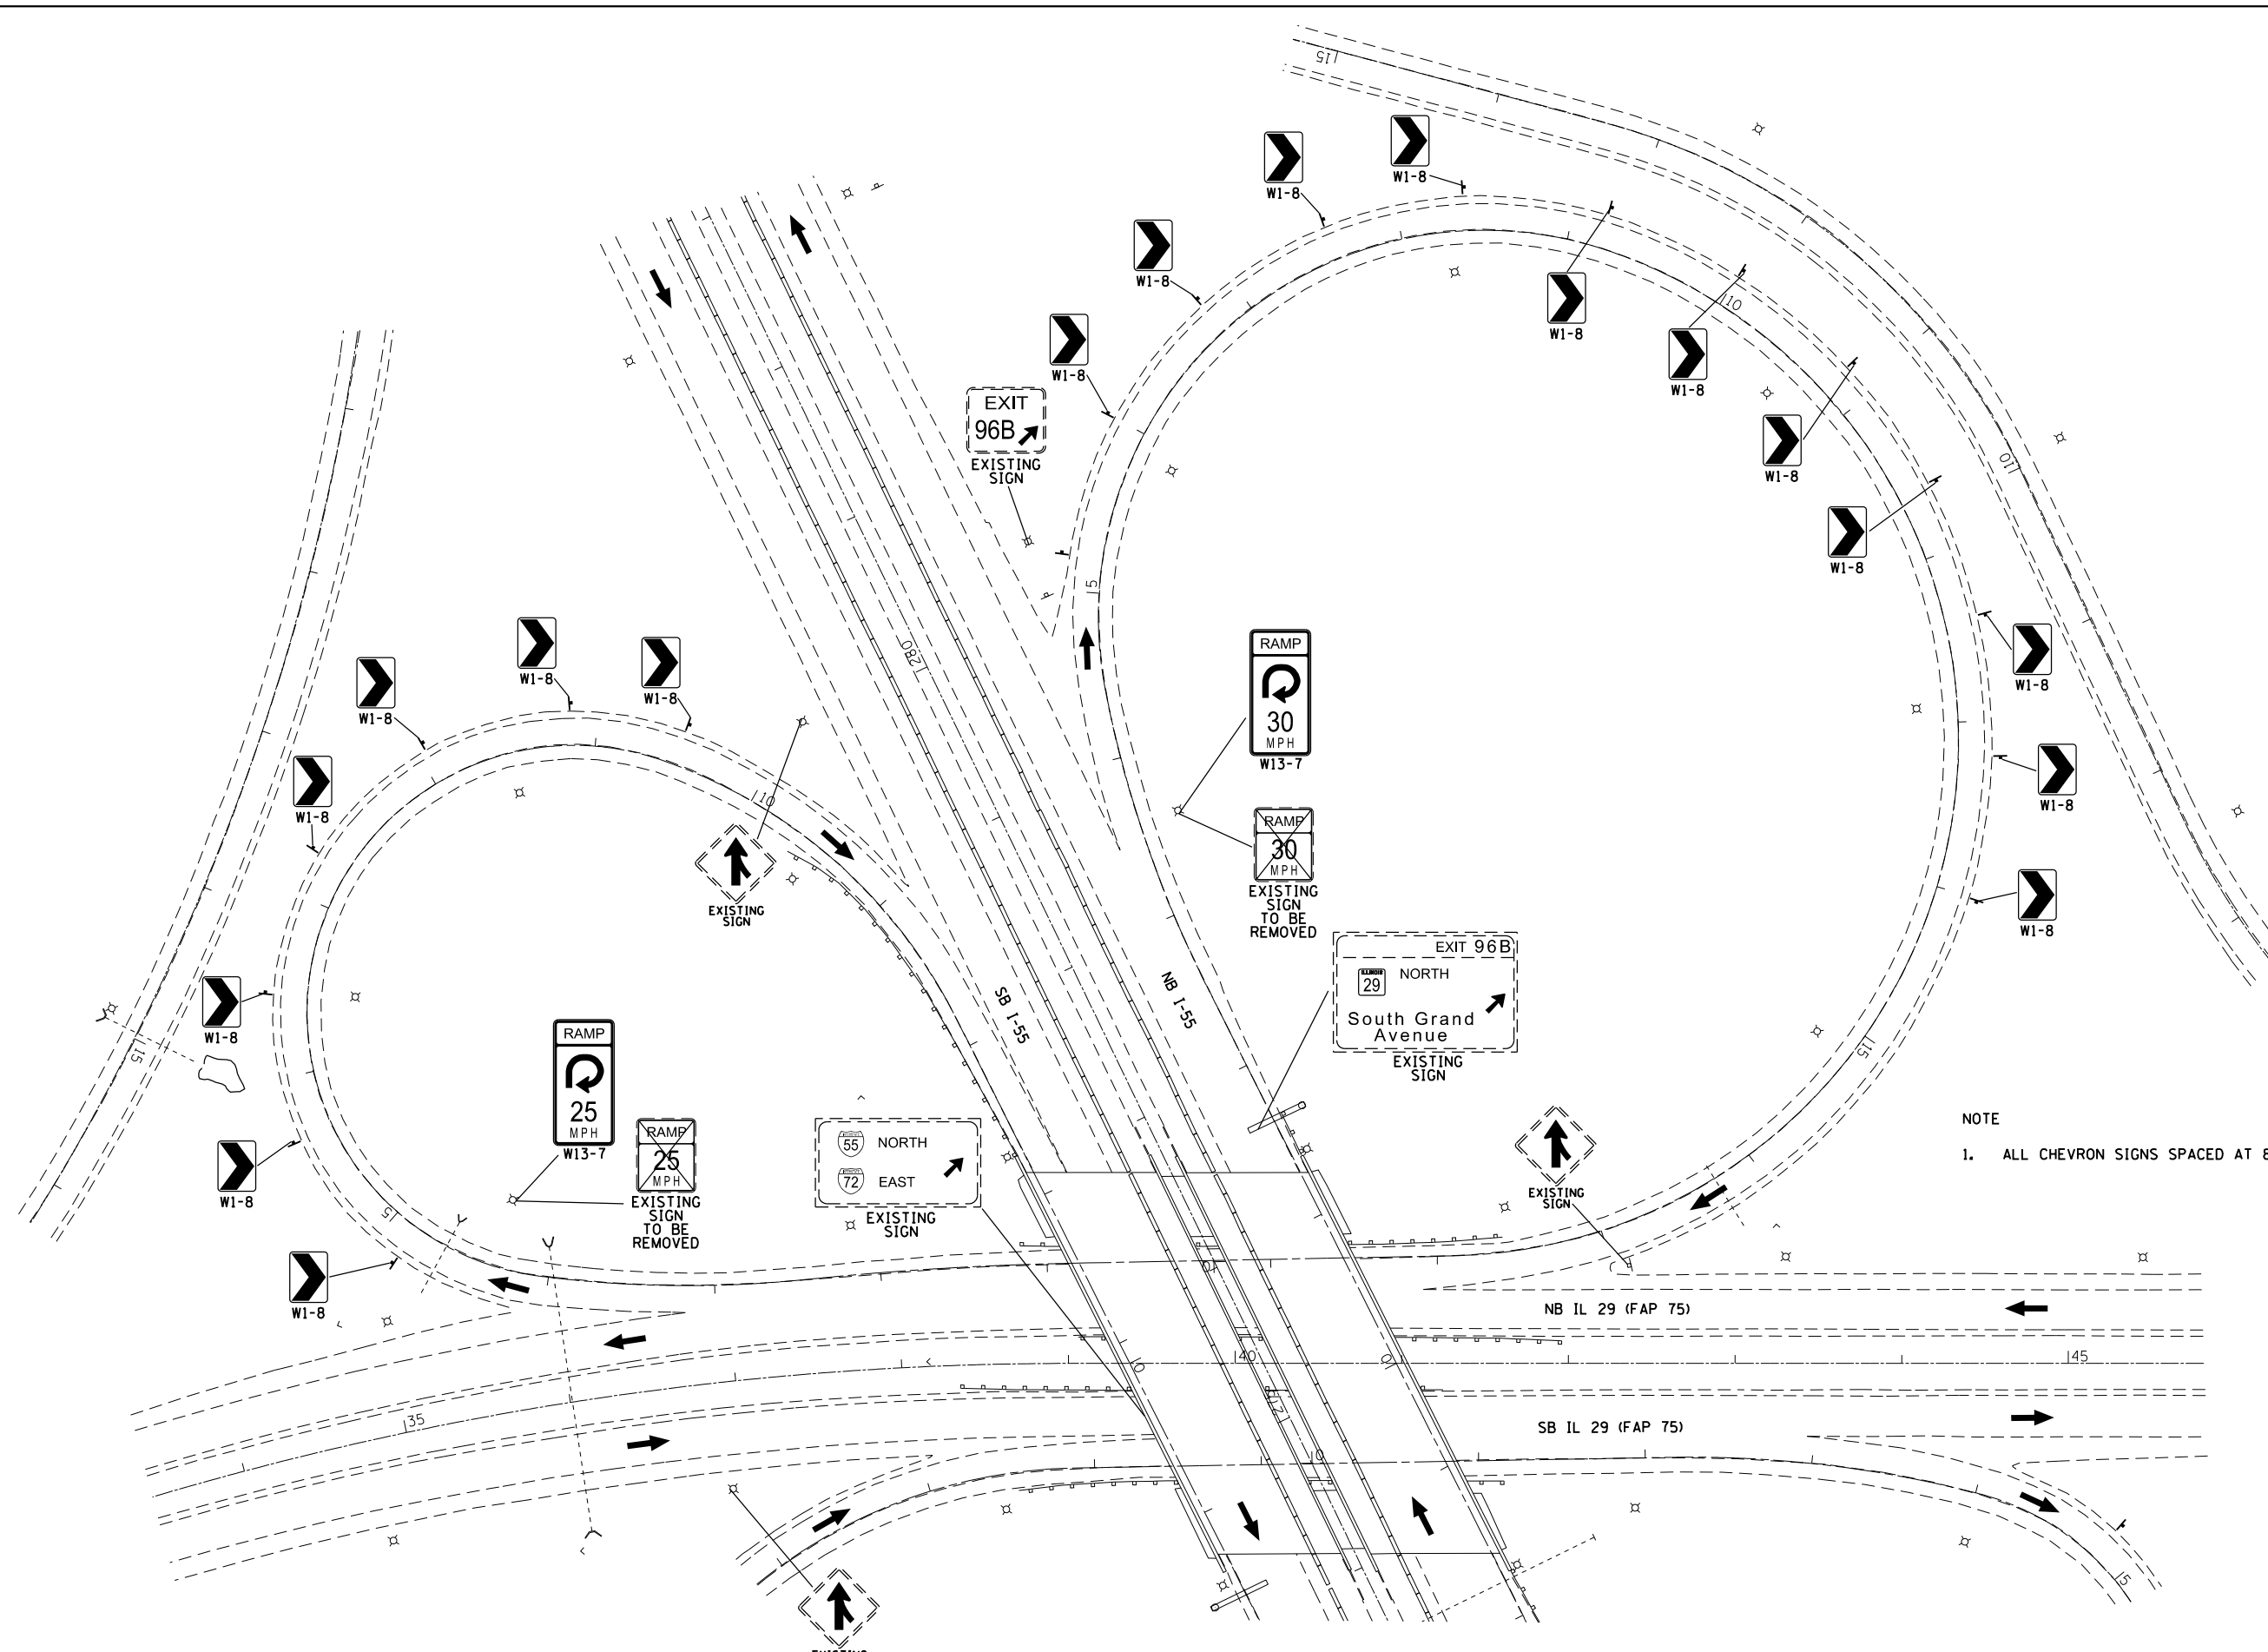 15
W1-8
W1-8
W1-8
W1-8
W1-8
W1-8
W1-8
W1-8
10
10
EXIT
96B
EXISTING
SIGN
5
280
RAMP
30
MPH
W13-7
RAMP
30
MPH
EXISTING
SIGN
TO BE
REMOVED
W1-8
W1-8
W1-8
W1-8
W1-8
W1-8
W1-8
W1-8
W1-8
W1-8
10
EXISTING
SIGN
SB I-55
NB I-55
EXIT 96B
ILLINOIS
29
NORTH
South Grand
Avenue
EXISTING
SIGN
15
15
5
RAMP
25
MPH
W13-7
RAMP
25
MPH
EXISTING
SIGN
TO BE
REMOVED
55
NORTH
72
EAST
EXISTING
SIGN
EXISTING
SIGN
NOTE
1. ALL CHEVRON SIGNS SPACED AT
NB IL 29 (FAP 75)
10
140
145
135
SB IL 29 (FAP 75)
5